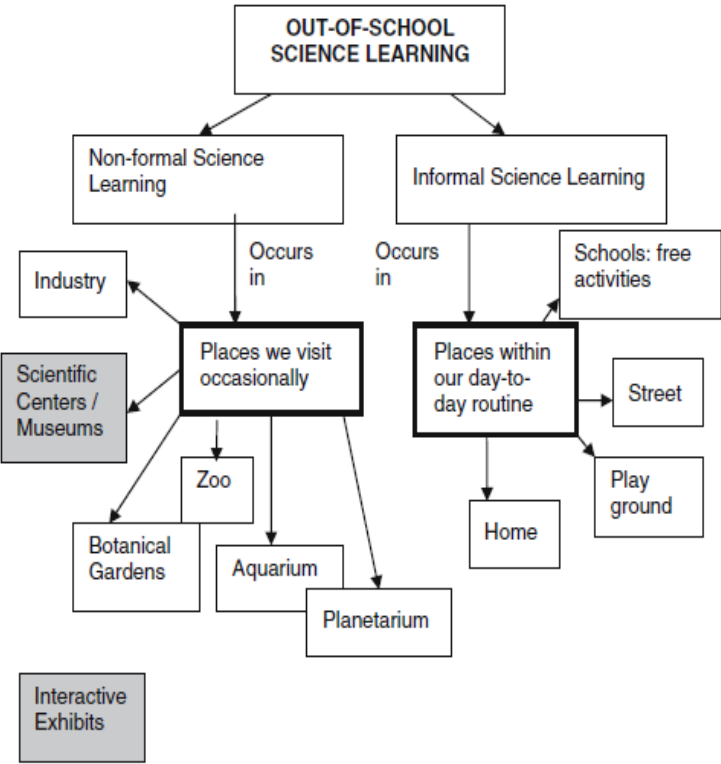 OUT-OF-SCHOOL
SCIENCE LEARNING
Non-formal Science
Learning
Informal Science Learning
Occurs
in
Occurs
in
Schools: free
activities
Industry
Places we visit
occasionally
Places within
our day-to-
day routine
Scientific
Centers /
Museums
Street
Zoo
Play
ground
Botanical
Gardens
Aquarium
Home
Planetarium
Interactive
Exhibits